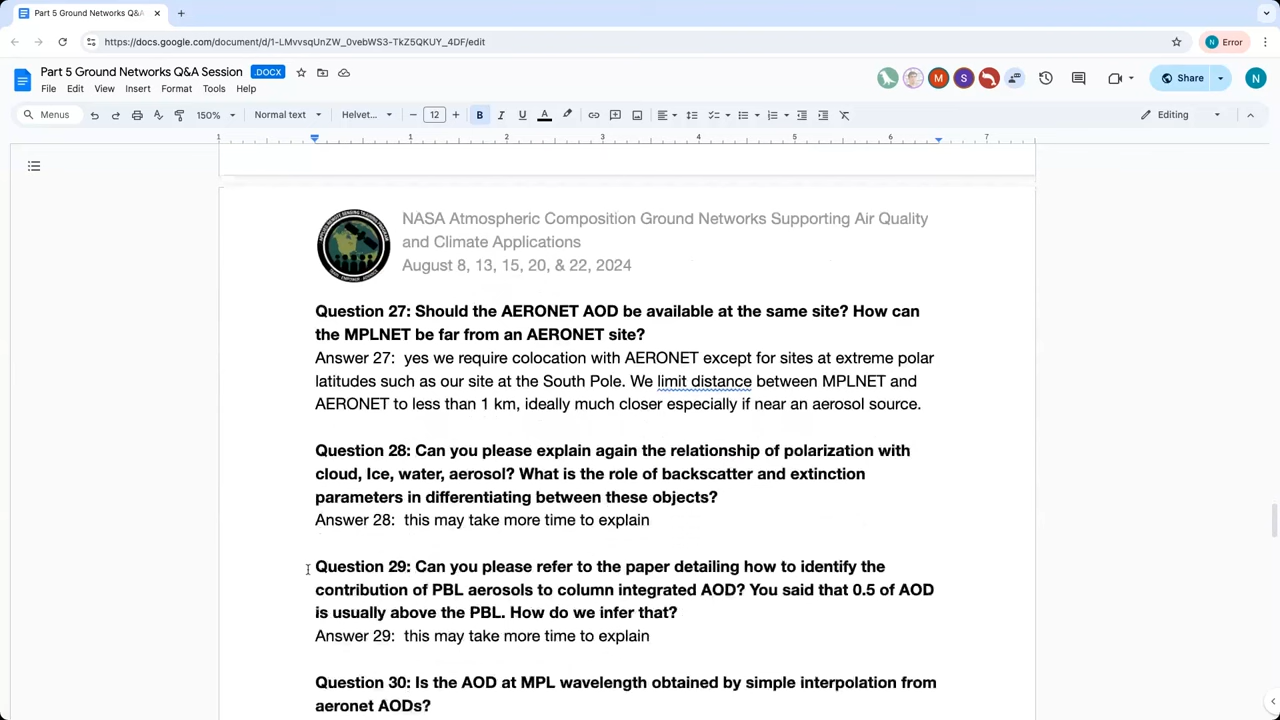 Part 5 Ground Networks Q&A
https://docs.google.com/document/d/1-LMvvsqUnZW_0vebWS3-TkZ5QKUY_4DF/edit
Error
Part 5 Ground Networks Q&A Session .DOCX
Share
N
M
S
File Edit View Insert Format Tools Help
Menus 150% Normal text Helvet... 12 B I U A Editing
1 1 2 3 4 5 6 7
NASA Atmospheric Composition Ground Networks Supporting Air Quality
and Climate Applications
August 8, 13, 15, 20, & 22, 2024
Question 27: Should the AERONET AOD be available at the same site? How can
the MPLNET be far from an AERONET site?
Answer 27: yes we require colocation with AERONET except for sites at extreme polar
latitudes such as our site at the South Pole. We limit distance between MPLNET and
AERONET to less than 1 km, ideally much closer especially if near an aerosol source.
Question 28: Can you please explain again the relationship of polarization with
cloud, Ice, water, aerosol? What is the role of backscatter and extinction
parameters in differentiating between these objects?
Answer 28: this may take more time to explain
Question 29: Can you please refer to the paper detailing how to identify the
contribution of PBL aerosols to column integrated AOD? You said that 0.5 of AOD
is usually above the PBL. How do we infer that?
Answer 29: this may take more time to explain
Question 30: Is the AOD at MPL wavelength obtained by simple interpolation from
aeronet AODs?